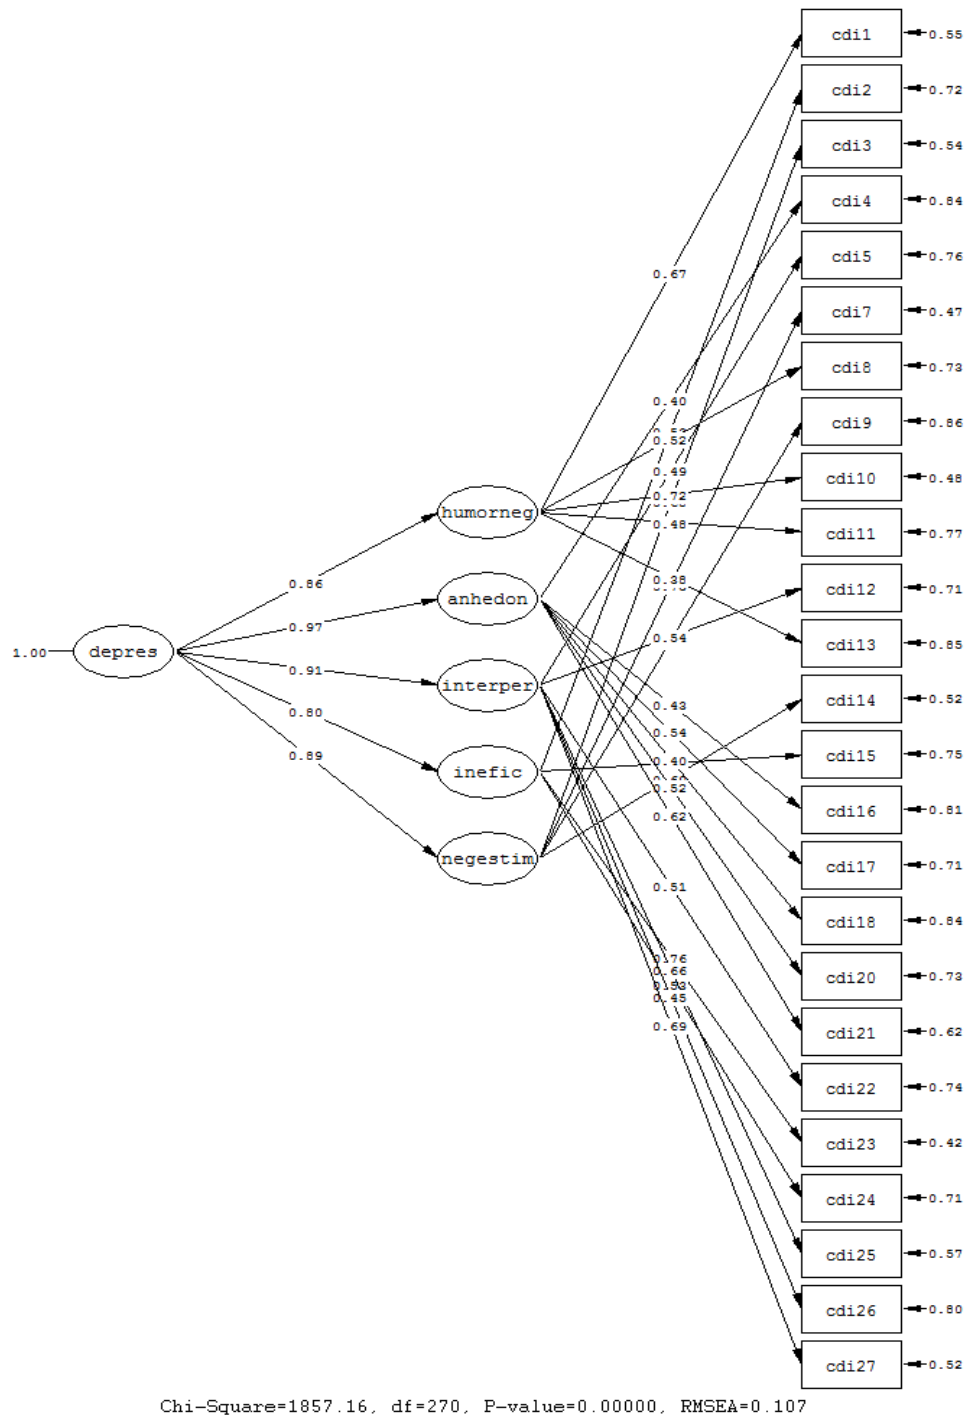 cdi1
0.55
cdi2
0.72
cdi3
0.54
cdi4
0.84
cdi5
0.76
0.67
cdi7
0.47
cdi8
0.73
0.40
cdi9
0.86
0.52
0.49
cdi10
0.48
0.72
humorneg
0.48
cdi11
0.77
0.86
0.38
cdi12
0.71
anhedon
0.97
0.54
cdi13
0.85
1.00
depres
0.91
interper
cdi14
0.52
0.43
0.80
0.54
0.89
0.40
cdi15
0.75
inefic
0.52
0.62
cdi16
0.81
negestim
cdi17
0.71
0.51
cdi18
0.84
0.76
0.66
cdi20
0.73
0.53
0.45
0.69
cdi21
0.62
cdi22
0.74
cdi23
0.42
cdi24
0.71
cdi25
0.57
cdi26
0.80
cdi27
0.52
Chi-Square=1857.16, df=270, P-value=0.00000, RMSEA=0.107